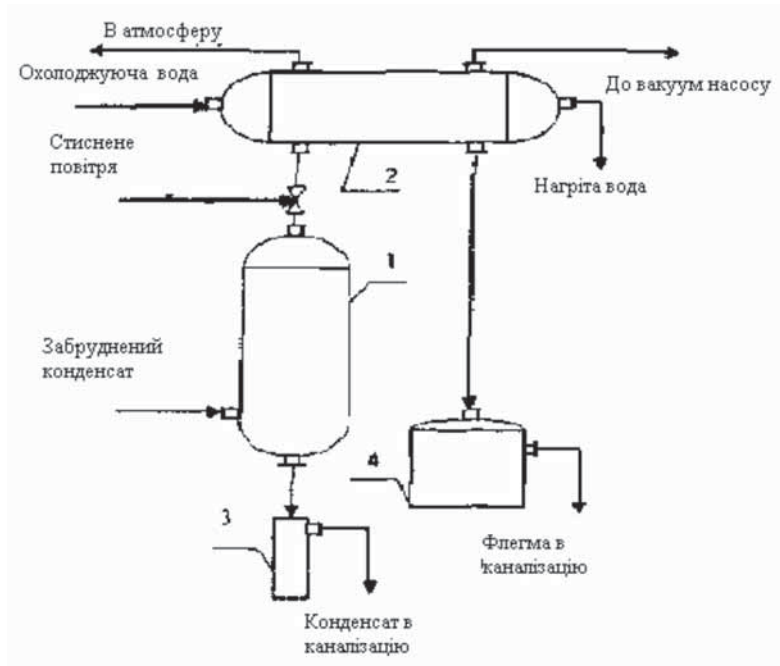 В атмосферу
Охолоджуюча вода
До вакуум насосу
Стиснене
повітря
2
Нагріта вода
1
Забруднений
конденсат
4
3
Флегма в
каналізацію
Конденсат в
каналізацію